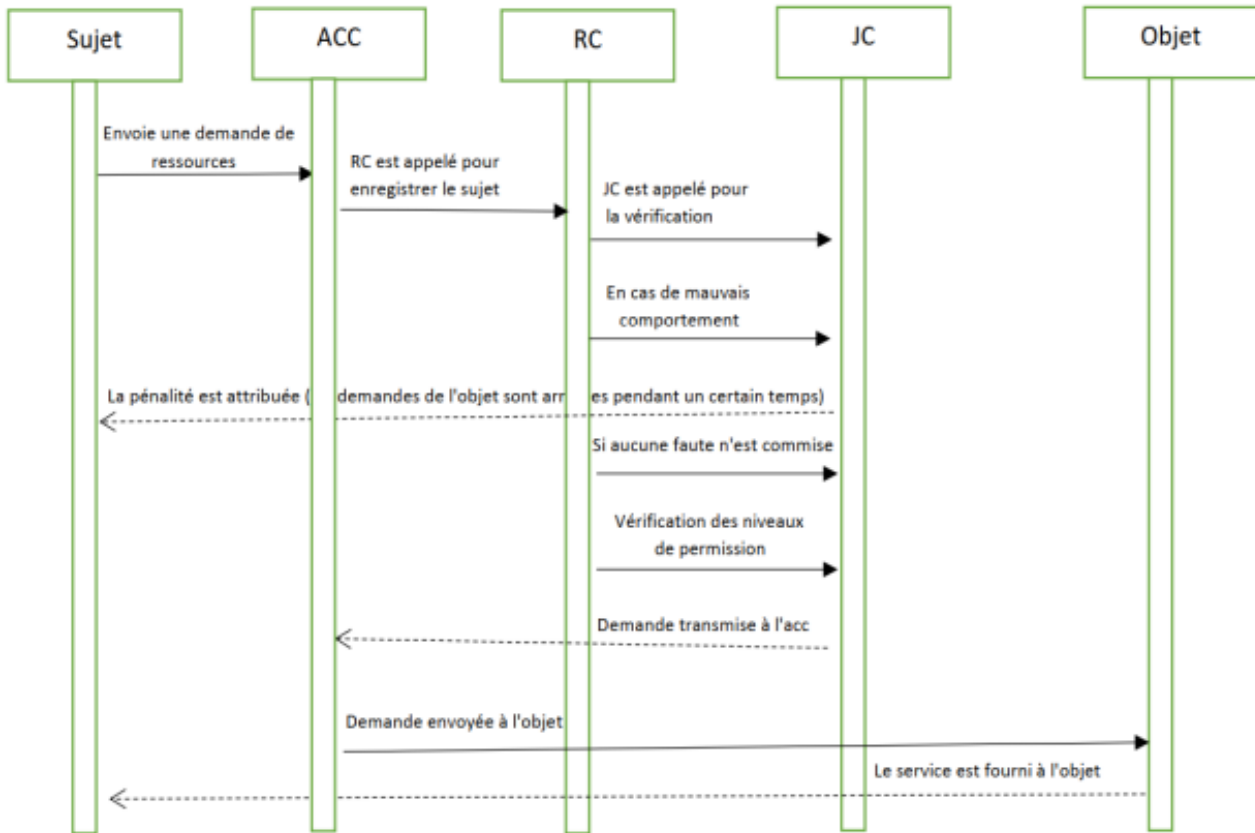 Sujet
ACC
RC
JC
Objet
Envoie une demande de
ressources
RC est appelé pour
enregistrer le sujet
JC est appelé pour
la vérification
En cas de mauvais
comportement
La pénalité est attribuée ( demandes de l'objet sont arr es pendant un certain temps)
Si aucune faute n'est commise
Vérification des niveaux
de permission
Demande transmise à l'acc
Demande envoyée à l'objet
Le service est fourni à l'objet